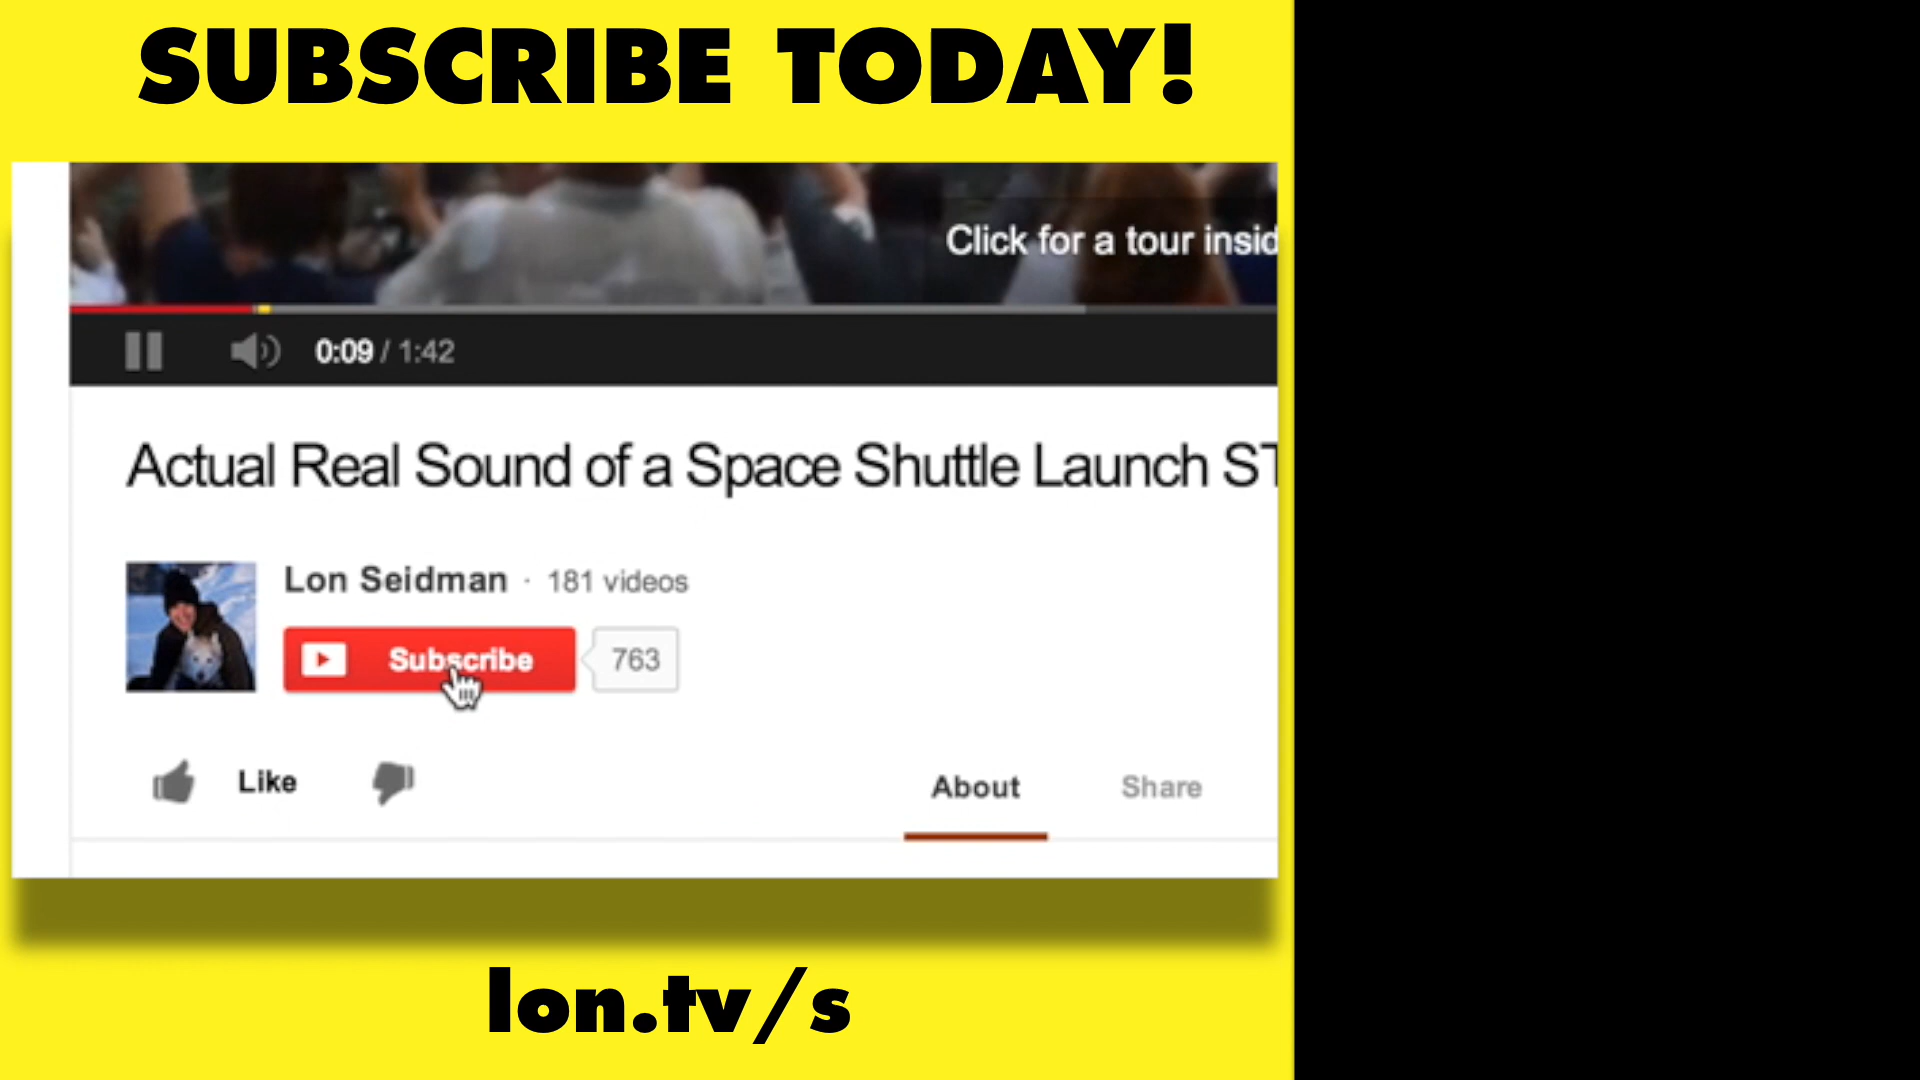 SUBSCRIBE TODAY!
Click for a tour insid
0:09 / 1:42
Actual Real Sound of a Space Shuttle Launch ST
Lon Seidman · 181 videos
Subscribe 763
Like About Share
lon.tv/s